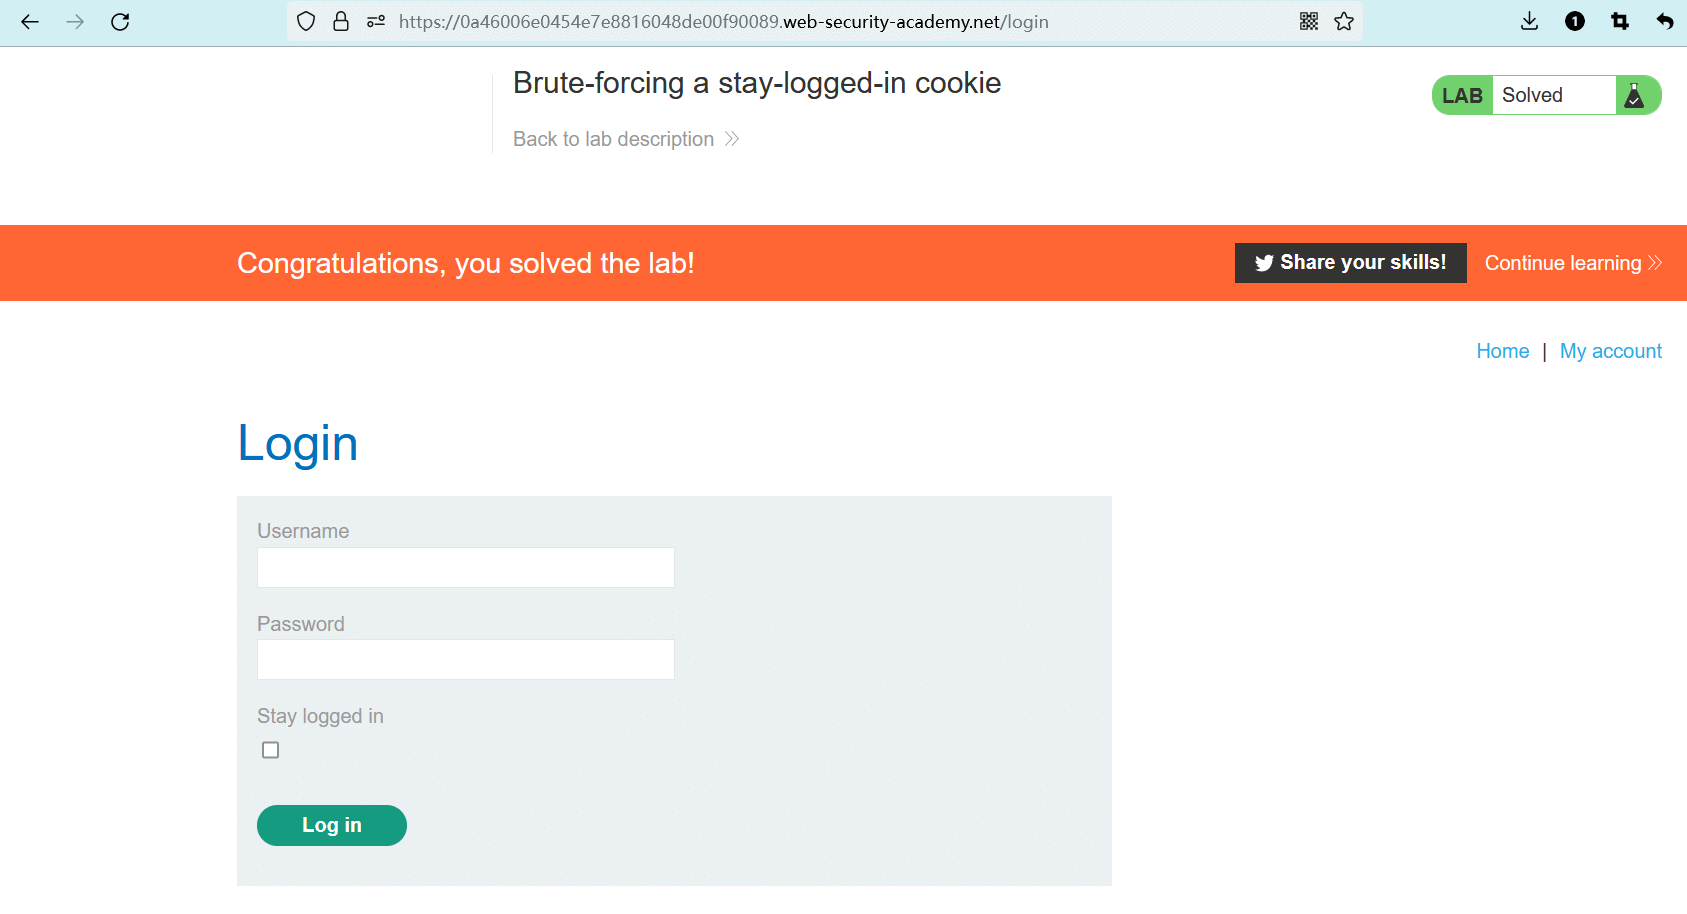 https://0a46006e0454e7e8816048de00f90089.web-security-academy.net/login
1
Brute-forcing a stay-logged-in cookie
LAB Solved
Back to lab description
Congratulations, you solved the lab!
Share your skills!
Continue learning
Home | My account
Login
Username
Password
Stay logged in
Log in